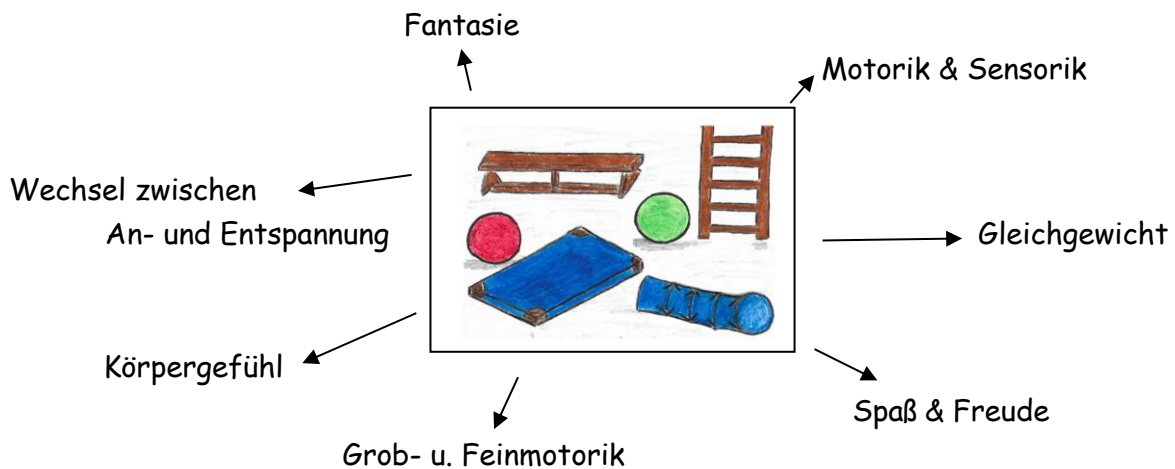 Fantasie
Motorik & Sensorik
Wechsel zwischen
An- und Entspannung
Gleichgewicht
Körpergefühl
Spaß & Freude
Grob- u. Feinmotorik